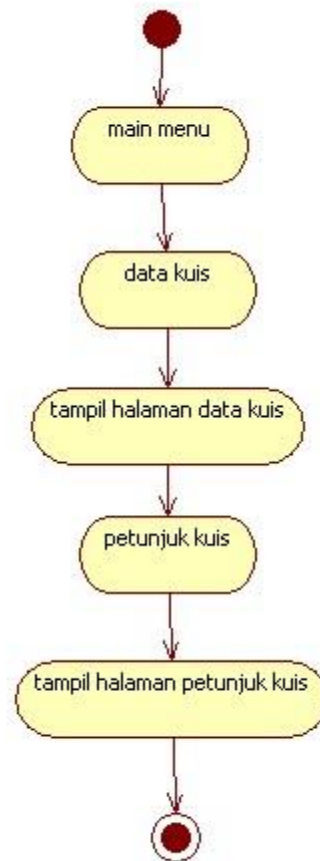 main menu
data kuis
tampil halaman data kuis
petunjuk kuis
tampil halaman petunjuk kuis